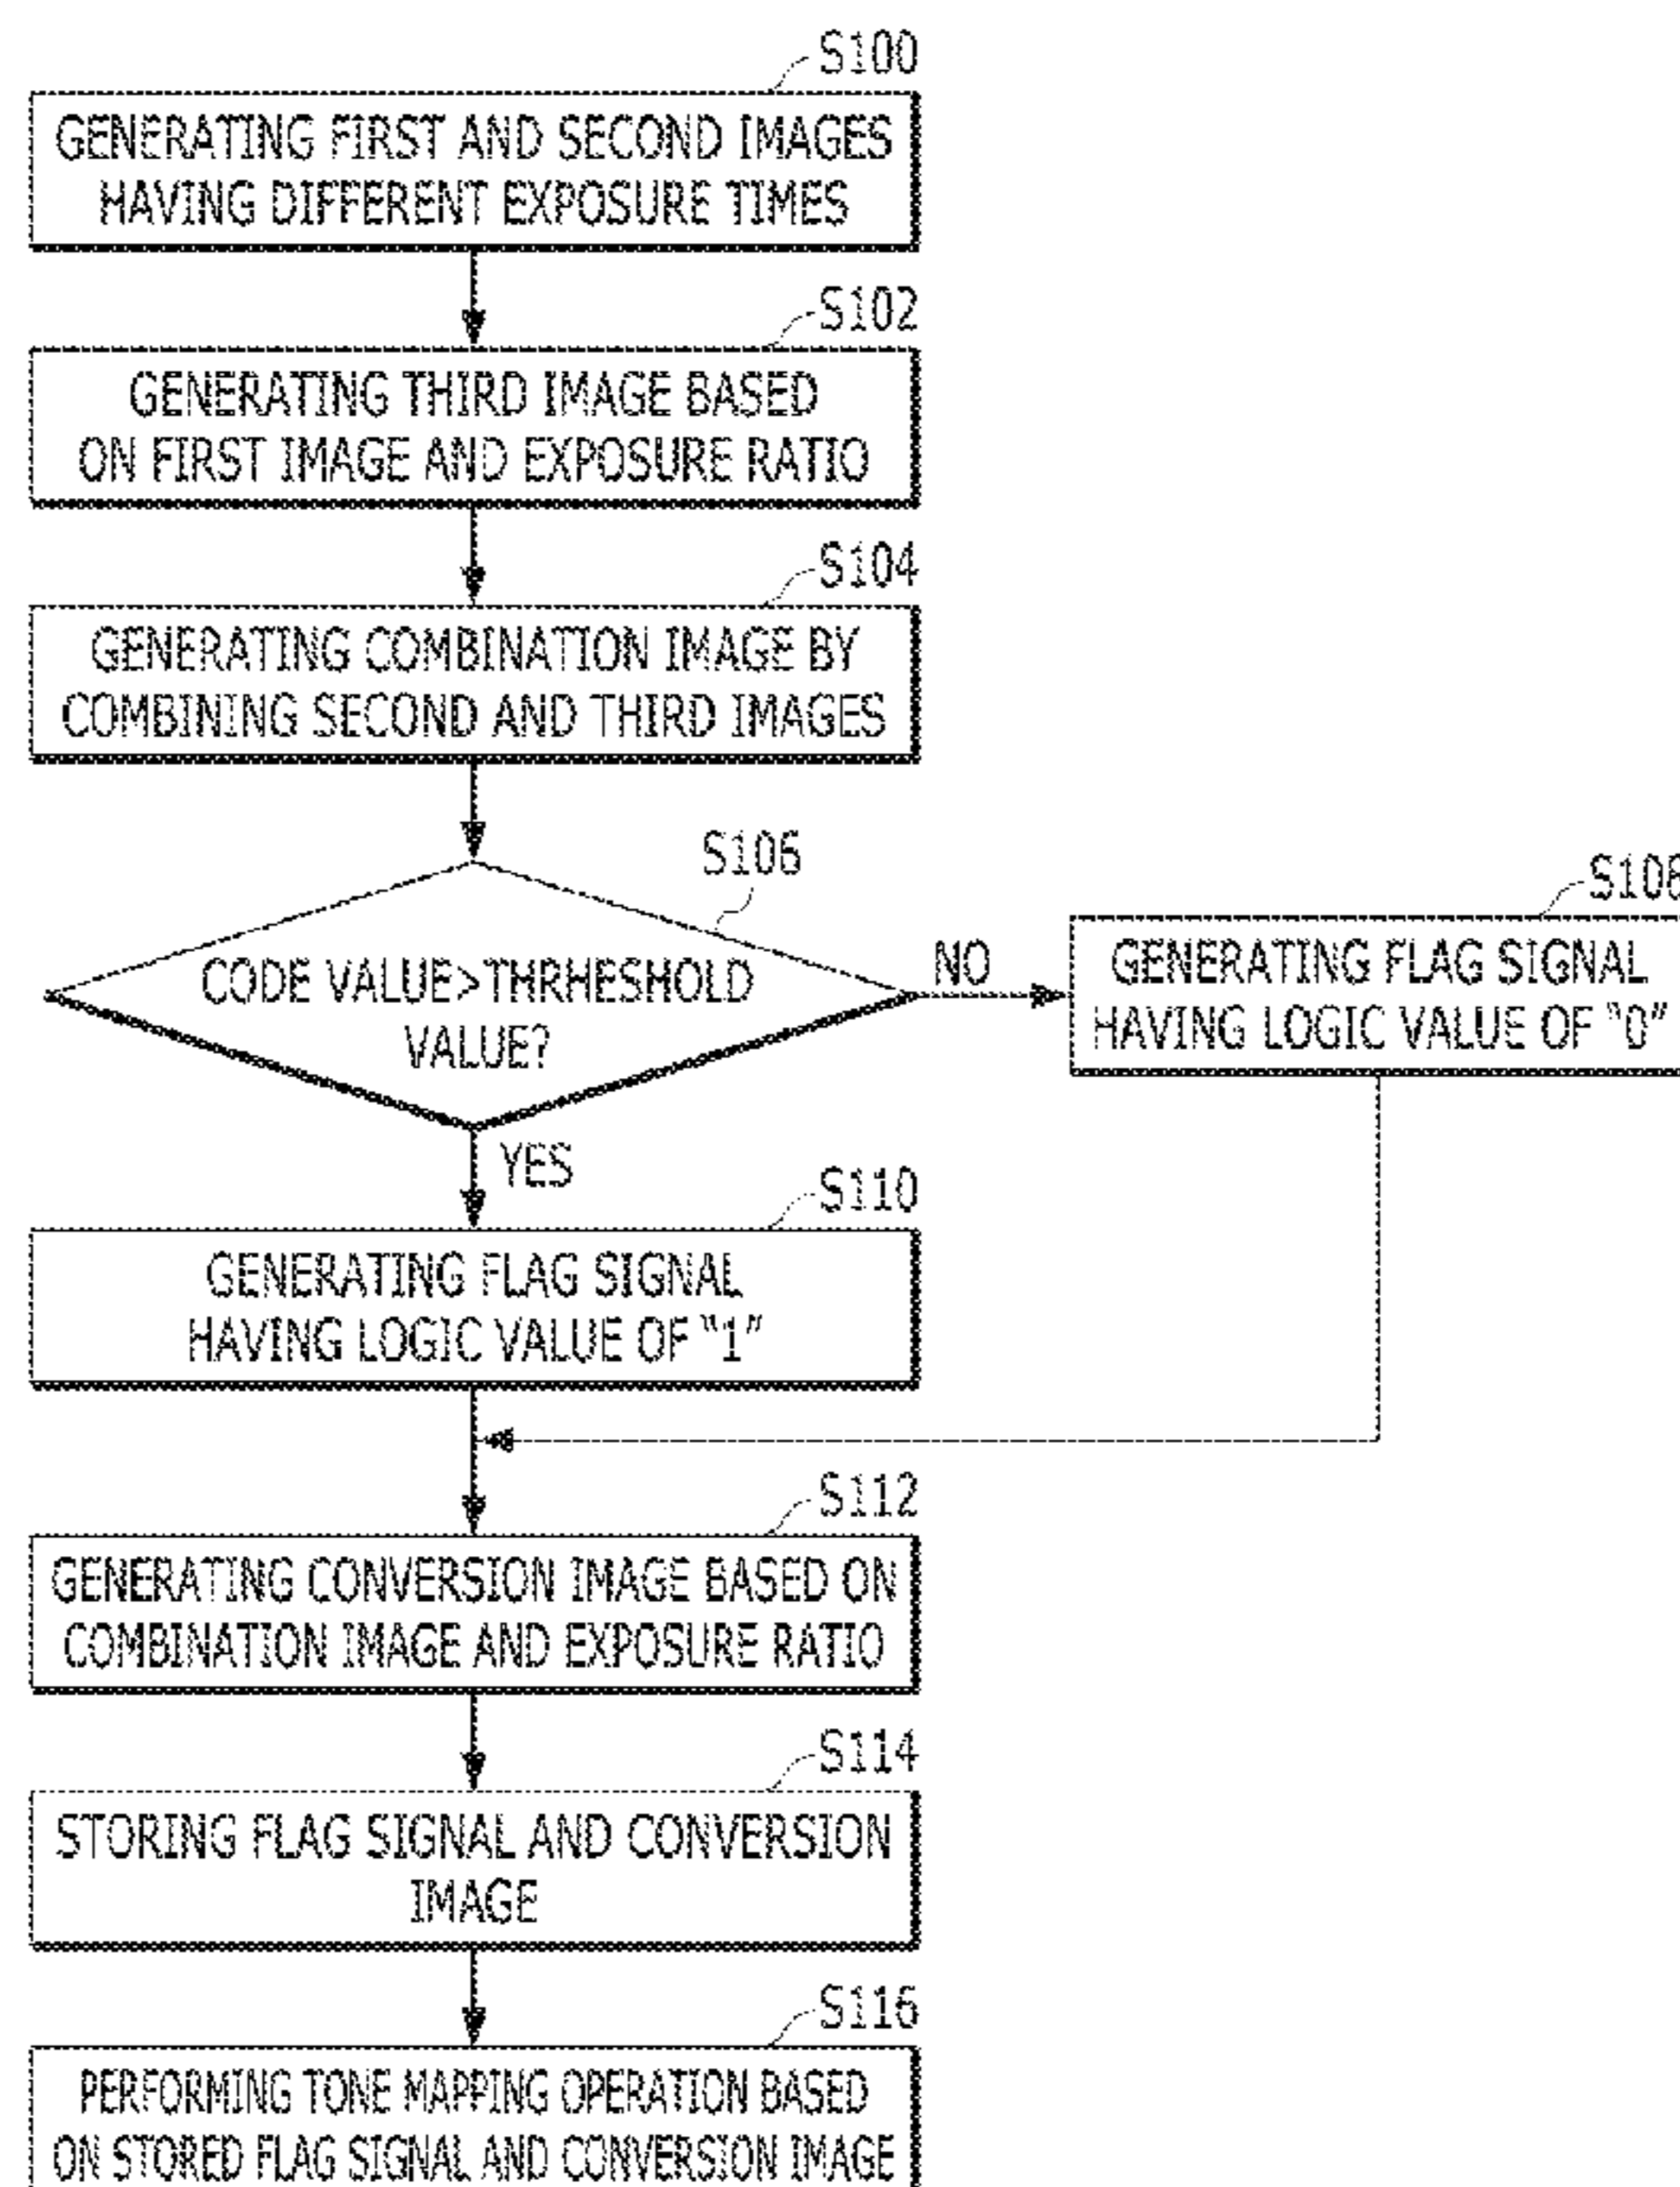 S100
GENERATING FIRST AND SECOND IMAGES
HAVING DIFFERENT EXPOSURE TIMES
S102
GENERATING THIRD IMAGE BASED
ON FIRST IMAGE AND EXPOSURE RATIO
S104
GENERATING COMBINATION IMAGE BY
COMBINING SECOND AND THIRD IMAGES
S106
CODE VALUE>THRHESHOLD
VALUE?
NO
S108
GENERATING FLAG SIGNAL
HAVING LOGIC VALUE OF "0"
YES
S110
GENERATING FLAG SIGNAL
HAVING LOGIC VALUE OF "1"
S112
GENERATING CONVERSION IMAGE BASED ON
COMBINATION IMAGE AND EXPOSURE RATIO
S114
STORING FLAG SIGNAL AND CONVERSION
IMAGE
S116
PERFORMING TONE MAPPING OPERATION BASED
ON STORED FLAG SIGNAL AND CONVERSION IMAGE